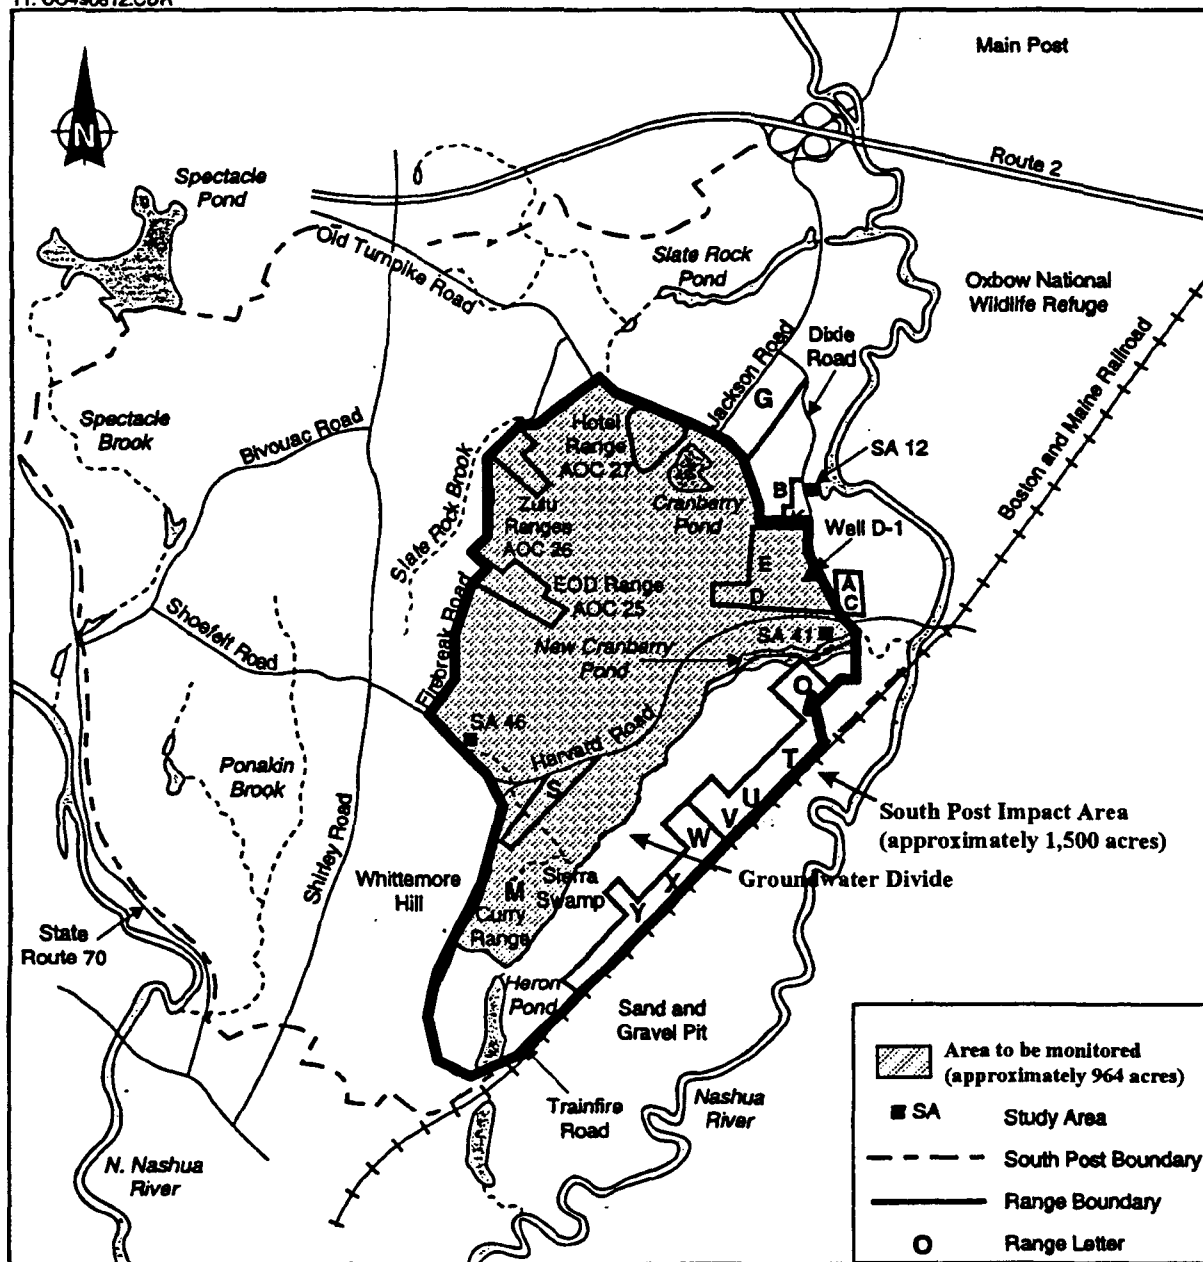 Main Post
N
Route 2
Spectacle
Pond
Old Turnpike Road
Slate Rock
Pond
Oxbow National
Wildlife Refuge
Jackson Road
Dixie
Road
Boston and Maine Railroad
G
Spectacle
Brook
Bivouac Road
Hotel
Range
AOC 27
SA 12
B
K
Cranberry
Pond
Slate Rock Brook
Zulu
Ranges
AOC 26
Well D-1
E
D
A
C
EOD Range
AOC 25
Shoefelt Road
Firebreak Road
SA 41
New Cranberry
Pond
O
SA 46
Harvard Road
T
Ponakin
Brook
S
U
V
W
South Post Impact Area
(approximately 1,500 acres)
Shirley Road
Groundwater Divide
Whittemore
Hill
M
Sierra
Swamp
X
Y
Curry
Range
State
Route 70
Heron
Pond
Sand and
Gravel Pit
Trainfire
Road
Nashua
River
N. Nashua
River
Area to be monitored
(approximately 964 acres)
SA
Study Area
South Post Boundary
Range Boundary
O
Range Letter